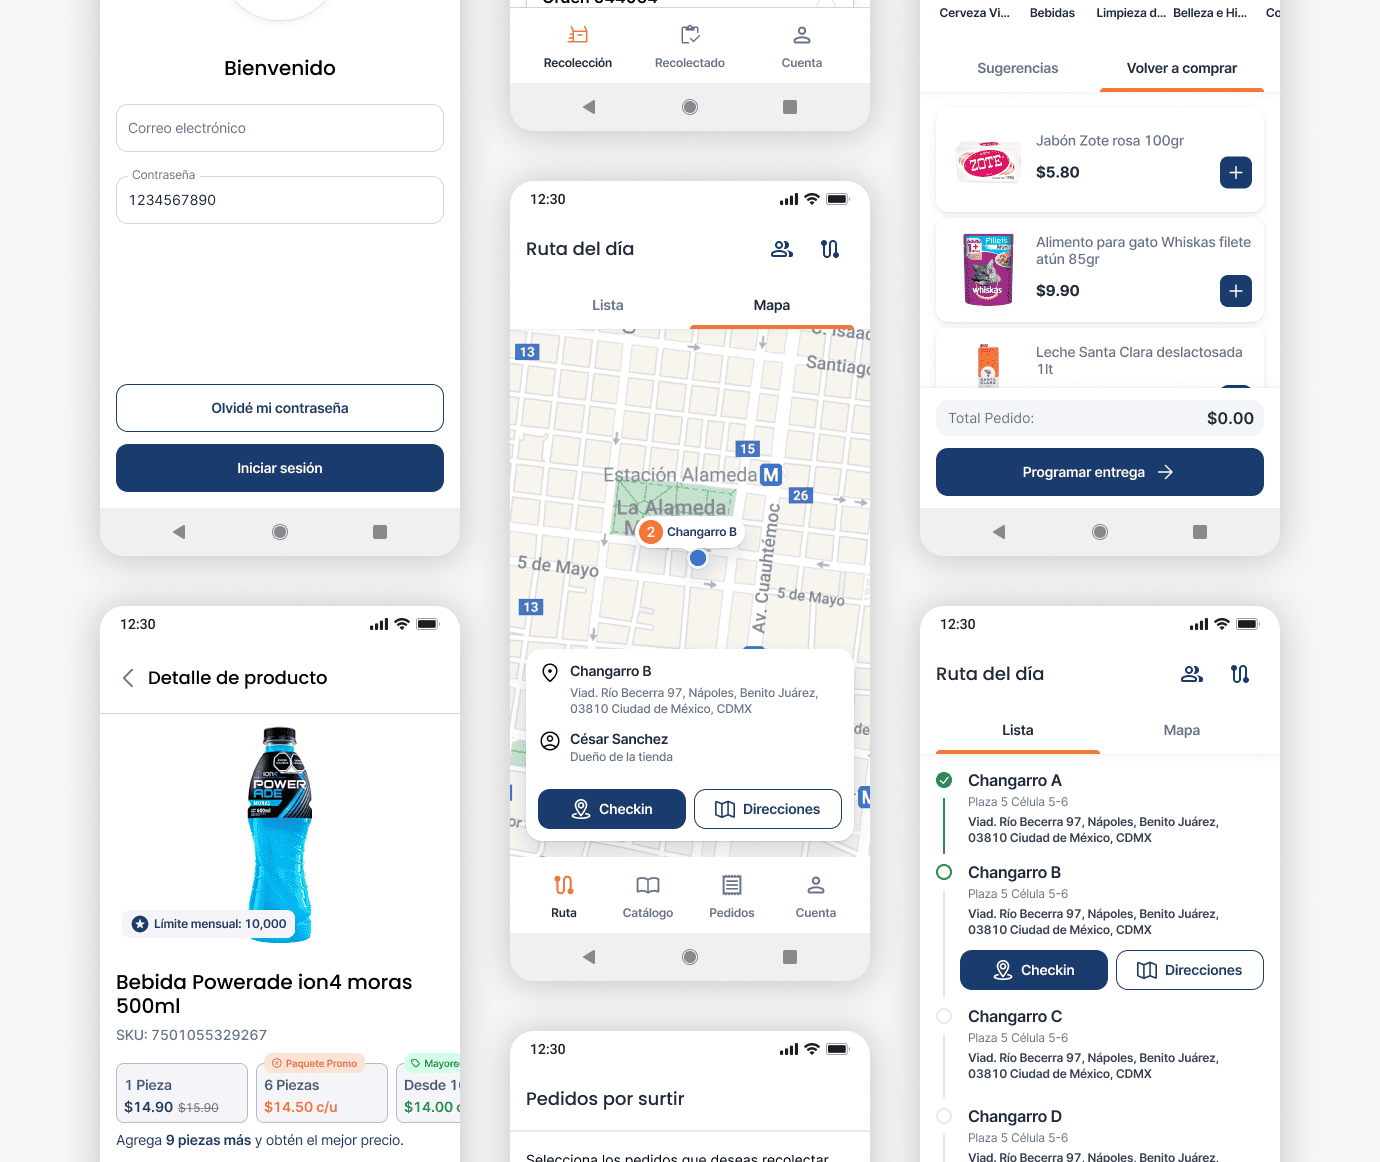 Bienvenido
Correo electrónico
Contraseña
1234567890
Olvidé mi contraseña
Iniciar sesión
12:30
Detalle de producto
ION4
POWER
ADE
MORAS
Límite mensual: 10,000
Bebida Powerade ion4 moras
500ml
SKU: 7501055329267
Paquete Promo
1 Pieza
$14.90 $15.90
6 Piezas
$14.50 c/u
Desde
$14.00
Agrega 9 piezas más y obtén el mejor precio.
Recolección
Recolectado
Cuenta
12:30
Ruta del día
Lista
Mapa
13
Santiago
15
Estación Alameda M
26
La Alameda
2 Changarro B
5 de Mayo
Av. Cuauhtémoc
5 de Mayo
13
Changarro B
Viad. Río Becerra 97, Nápoles, Benito Juárez,
03810 Ciudad de México, CDMX
César Sanchez
Dueño de la tienda
Checkin
Direcciones
Ruta
Catálogo
Pedidos
Cuenta
12:30
Pedidos por surtir
Selecciona los pedidos que deseas recolectar
Cerveza Vi...
Bebidas
Limpieza d...
Belleza e Hi...
Sugerencias
Volver a comprar
ZOTE
Jabón Zote rosa 100gr
$5.80
whiskas
Alimento para gato Whiskas filete
atún 85gr
$9.90
Leche Santa Clara deslactosada
1lt
Total Pedido:
$0.00
Programar entrega
12:30
Ruta del día
Lista
Mapa
Changarro A
Plaza 5 Célula 5-6
Viad. Río Becerra 97, Nápoles, Benito Juárez,
03810 Ciudad de México, CDMX
Changarro B
Plaza 5 Célula 5-6
Viad. Río Becerra 97, Nápoles, Benito Juárez,
03810 Ciudad de México, CDMX
Checkin
Direcciones
Changarro C
Plaza 5 Célula 5-6
Viad. Río Becerra 97, Nápoles, Benito Juárez,
03810 Ciudad de México, CDMX
Changarro D
Plaza 5 Célula 5-6
Viad. Río Becerra 97, Nápoles, Benito Juárez,